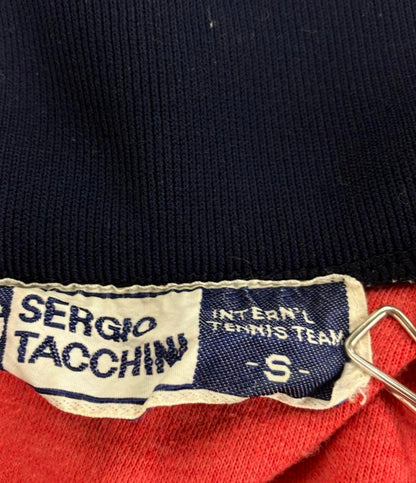 SERGIO
TACCHINI
INTERN'L
TENNIS TEAM
-S-